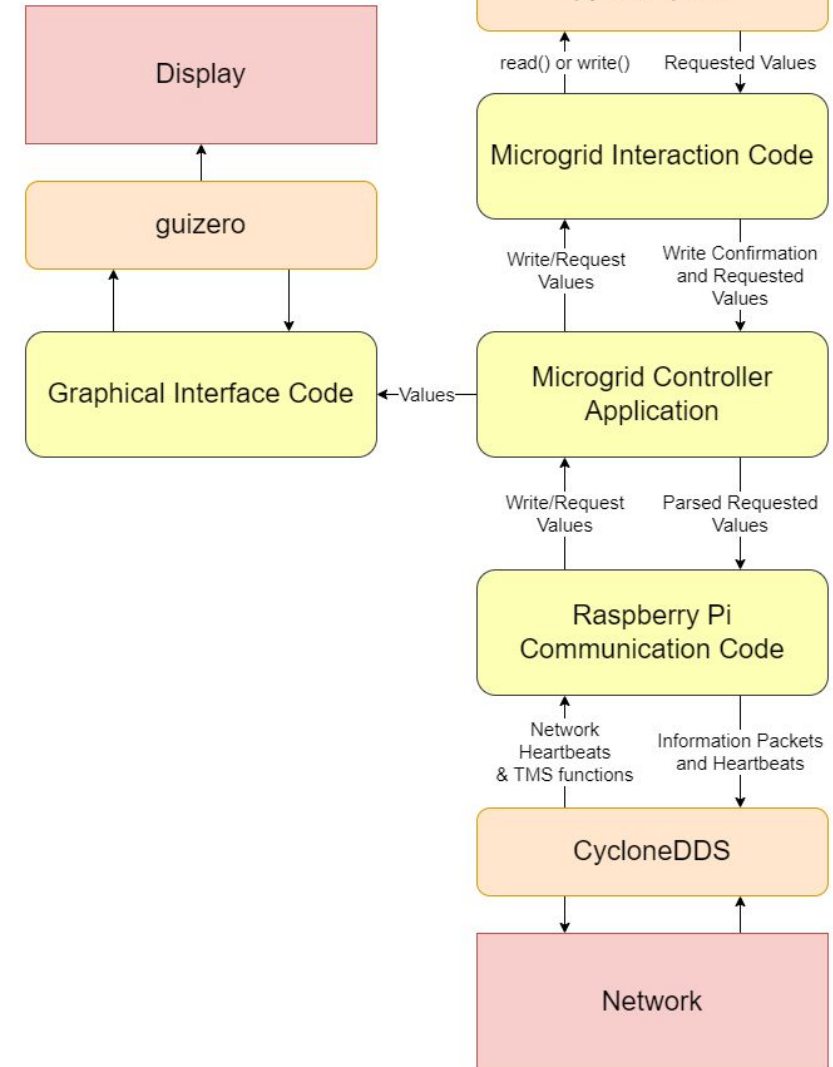 Display
guizero
Graphical Interface Code
Values
read() or write()
Requested Values
Microgrid Interaction Code
Write/Request
Values
Write Confirmation
and Requested
Values
Microgrid Controller
Application
Write/Request
Values
Parsed Requested
Values
Raspberry Pi
Communication Code
Network
Heartbeats
& TMS functions
Information Packets
and Heartbeats
CycloneDDS
Network